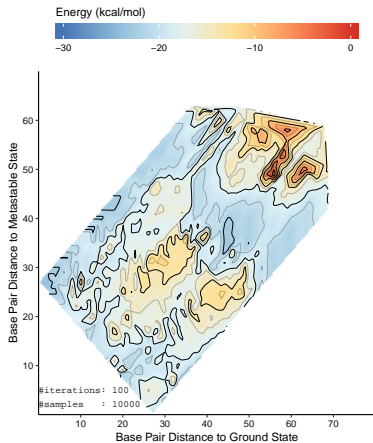 Energy (kcal/mol)
−30 −20 −10 0
Base Pair Distance to Metastable State
60
50
40
30
20
10
#iterations: 100
#samples   : 10000
10 20 30 40 50 60 70
Base Pair Distance to Ground State